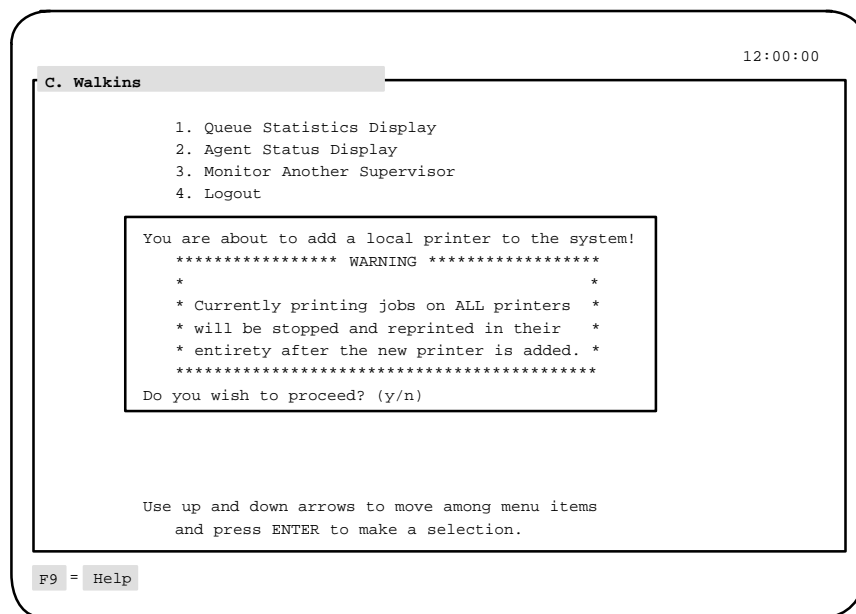 12:00:00
C. Walkins
1. Queue Statistics Display
2. Agent Status Display
3. Monitor Another Supervisor
4. Logout
You are about to add a local printer to the system!
***************** WARNING ******************
* *
* Currently printing jobs on ALL printers *
* will be stopped and reprinted in their *
* entirety after the new printer is added. *
********************************************
Do you wish to proceed? (y/n)
Use up and down arrows to move among menu items
and press ENTER to make a selection.
F9 = Help